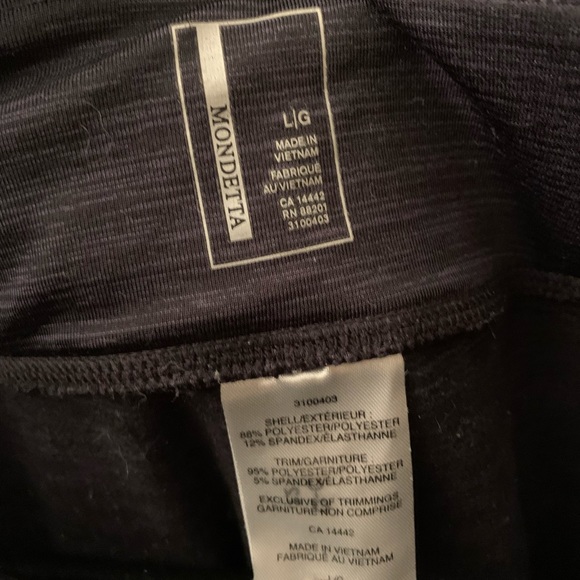 MONDETTA
L|G
MADE IN
VIETNAM
FABRIQUÉ
AU VIETNAM
CA 14442
RN 88201
3100403
3100403
SHELL/EXTÉRIEUR :
88% POLYESTER/POLYESTER
12% SPANDEX/ÉLASTHANNE
TRIM/GARNITURE :
95% POLYESTER/POLYESTER
5% SPANDEX/ÉLASTHANNE
EXCLUSIVE OF TRIMMINGS
GARNITURE NON COMPRISE
CA 14442
MADE IN VIETNAM
FABRIQUÉ AU VIETNAM